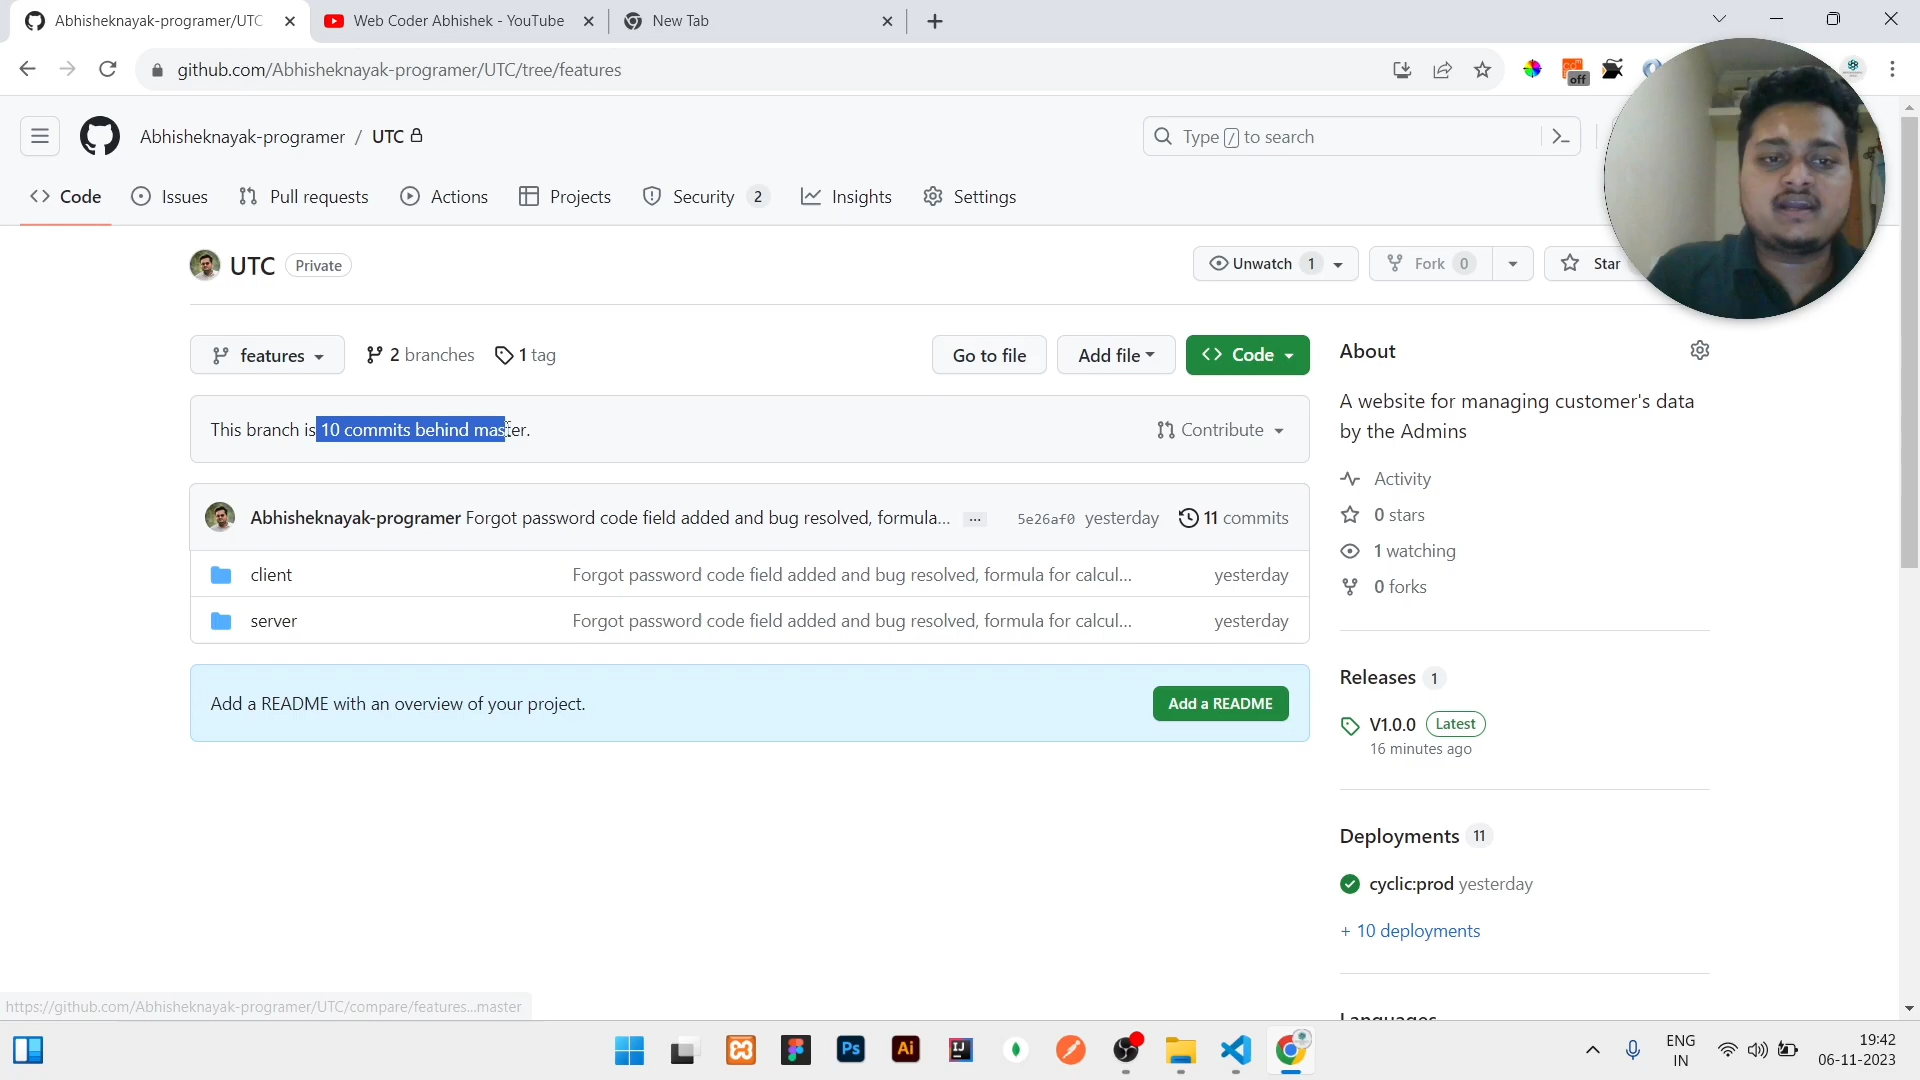 Abhisheknayak-programer/UTC
Web Coder Abhishek - YouTube
New Tab
github.com/Abhisheknayak-programer/UTC/tree/features
off
Abhisheknayak-programer / UTC
Type / to search
Code
Issues
Pull requests
Actions
Projects
Security 2
Insights
Settings
UTC Private
Unwatch 1
Fork 0
Star
features
2 branches
1 tag
Go to file
Add file
Code
This branch is 10 commits behind master.
Contribute
Abhisheknayak-programer Forgot password code field added and bug resolved, formula... ... 5e26af0 yesterday 11 commits
client Forgot password code field added and bug resolved, formula for calcul... yesterday
server Forgot password code field added and bug resolved, formula for calcul... yesterday
Add a README with an overview of your project.
Add a README
About
A website for managing customer's data
by the Admins
Activity
0 stars
1 watching
0 forks
Releases 1
V1.0.0 Latest
16 minutes ago
Deployments 11
cyclic:prod yesterday
+ 10 deployments
Languages
https://github.com/Abhisheknayak-programer/UTC/compare/features...master
Ps
Ai
IJ
ENG
IN
19:42
06-11-2023